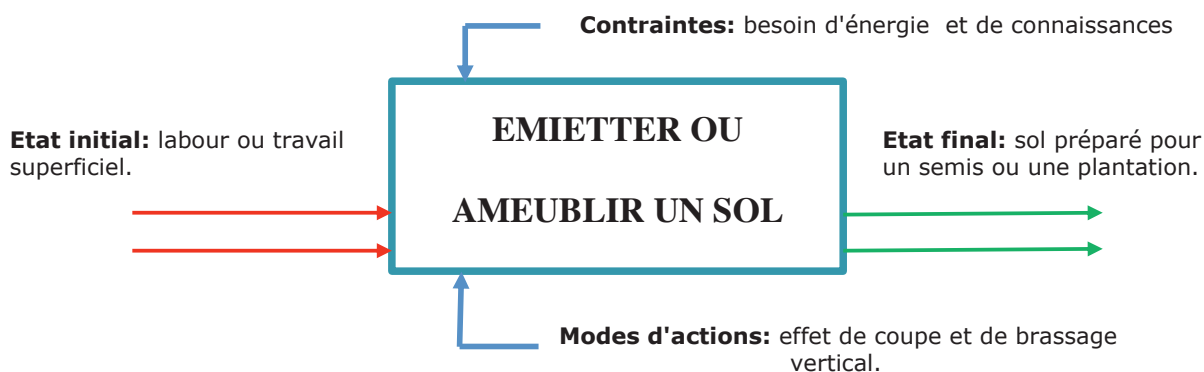 Contraintes: besoin d'énergie et de connaissances
Etat initial: labour ou travail
superficiel.
EMIETTER OU
AMEUBLIR UN SOL
Etat final: sol préparé pour
un semis ou une plantation.
Modes d'actions: effet de coupe et de brassage
vertical.